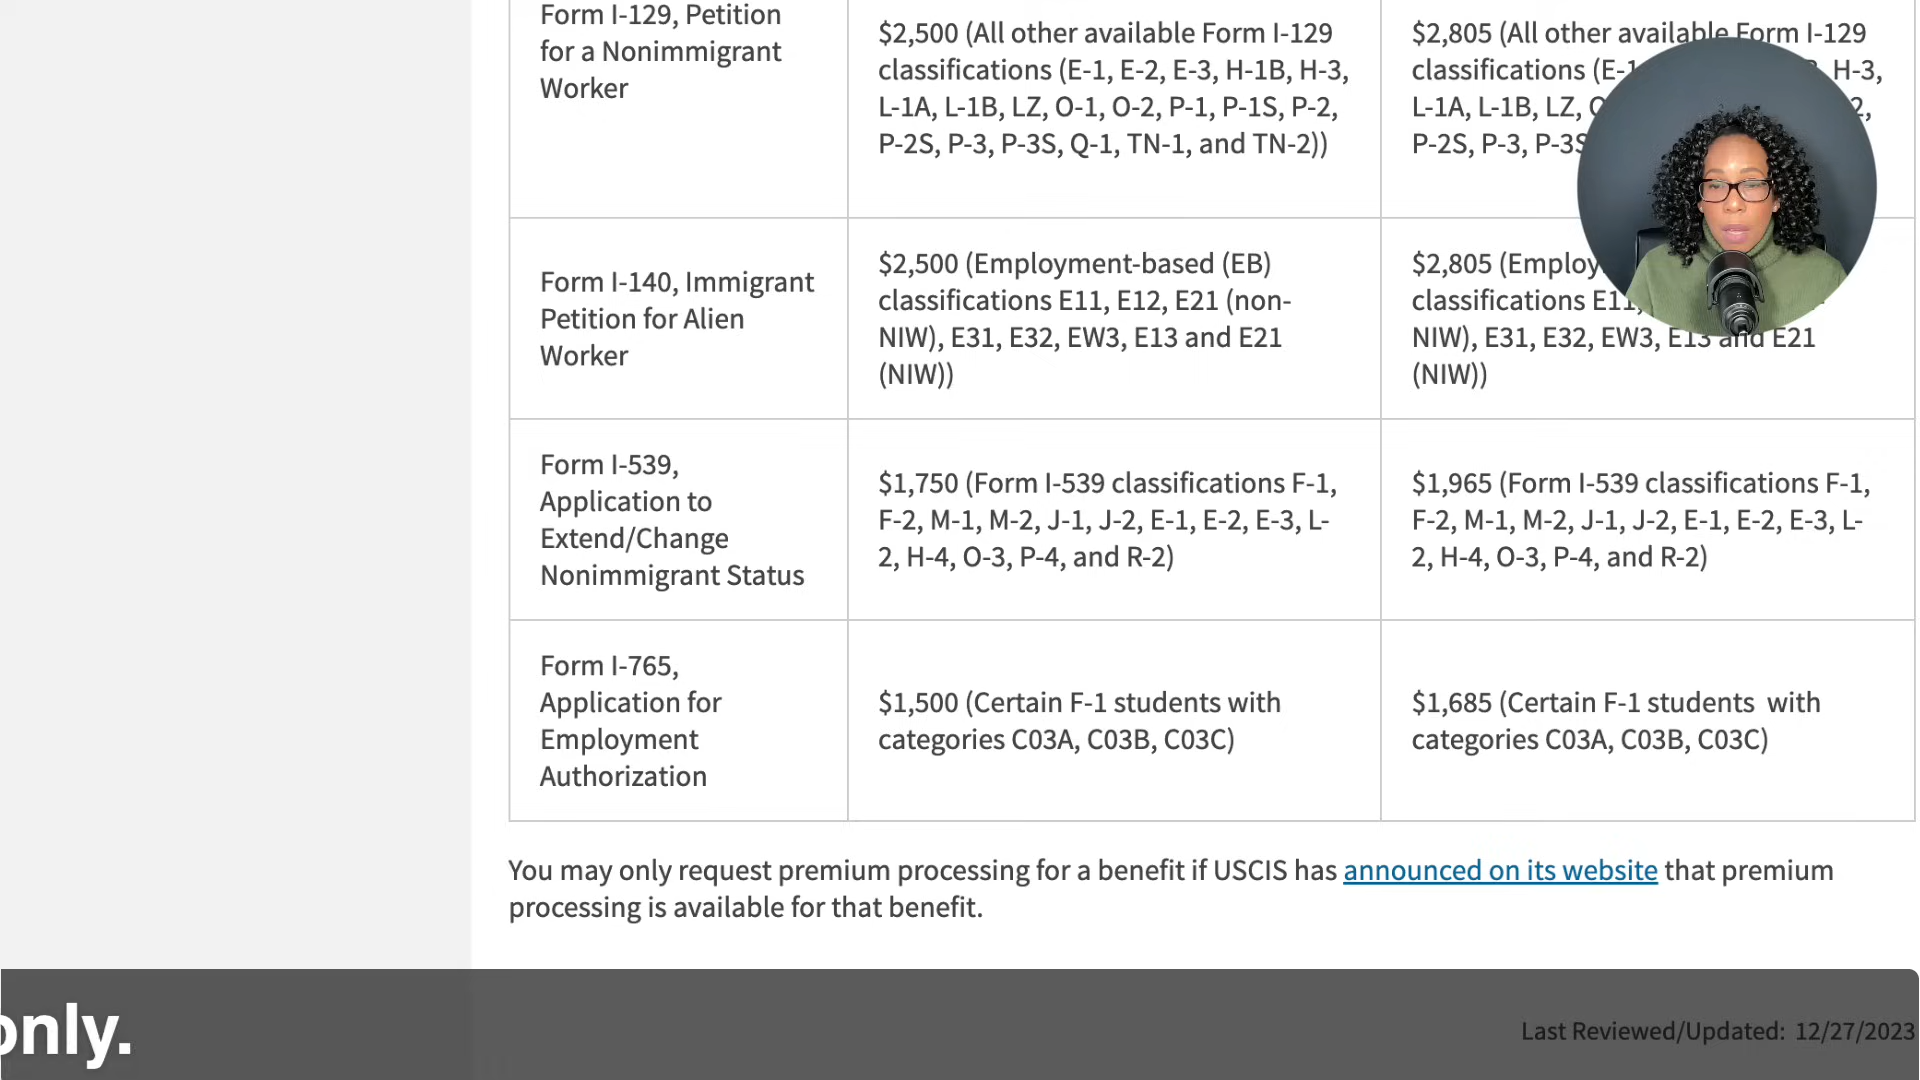 Form I-129, Petition
for a Nonimmigrant
Worker
$2,500 (All other available Form I-129
classifications (E-1, E-2, E-3, H-1B, H-3,
L-1A, L-1B, LZ, O-1, O-2, P-1, P-1S, P-2,
P-2S, P-3, P-3S, Q-1, TN-1, and TN-2))
$2,805 (All other available Form I-129
classifications (E-1 H-3,
L-1A, L-1B, LZ, 2,
P-2S, P-3, P-3S
Form I-140, Immigrant
Petition for Alien
Worker
$2,500 (Employment-based (EB)
classifications E11, E12, E21 (non-
NIW), E31, E32, EW3, E13 and E21
(NIW))
$2,805 (Employ
classifications E11,
NIW), E31, E32, EW3, E13 and E21
(NIW))
Form I-539,
Application to
Extend/Change
Nonimmigrant Status
$1,750 (Form I-539 classifications F-1,
F-2, M-1, M-2, J-1, J-2, E-1, E-2, E-3, L-
2, H-4, O-3, P-4, and R-2)
$1,965 (Form I-539 classifications F-1,
F-2, M-1, M-2, J-1, J-2, E-1, E-2, E-3, L-
2, H-4, O-3, P-4, and R-2)
Form I-765,
Application for
Employment
Authorization
$1,500 (Certain F-1 students with
categories C03A, C03B, C03C)
$1,685 (Certain F-1 students  with
categories C03A, C03B, C03C)
You may only request premium processing for a benefit if USCIS has announced on its website that premium
processing is available for that benefit.
only.
Last Reviewed/Updated: 12/27/2023